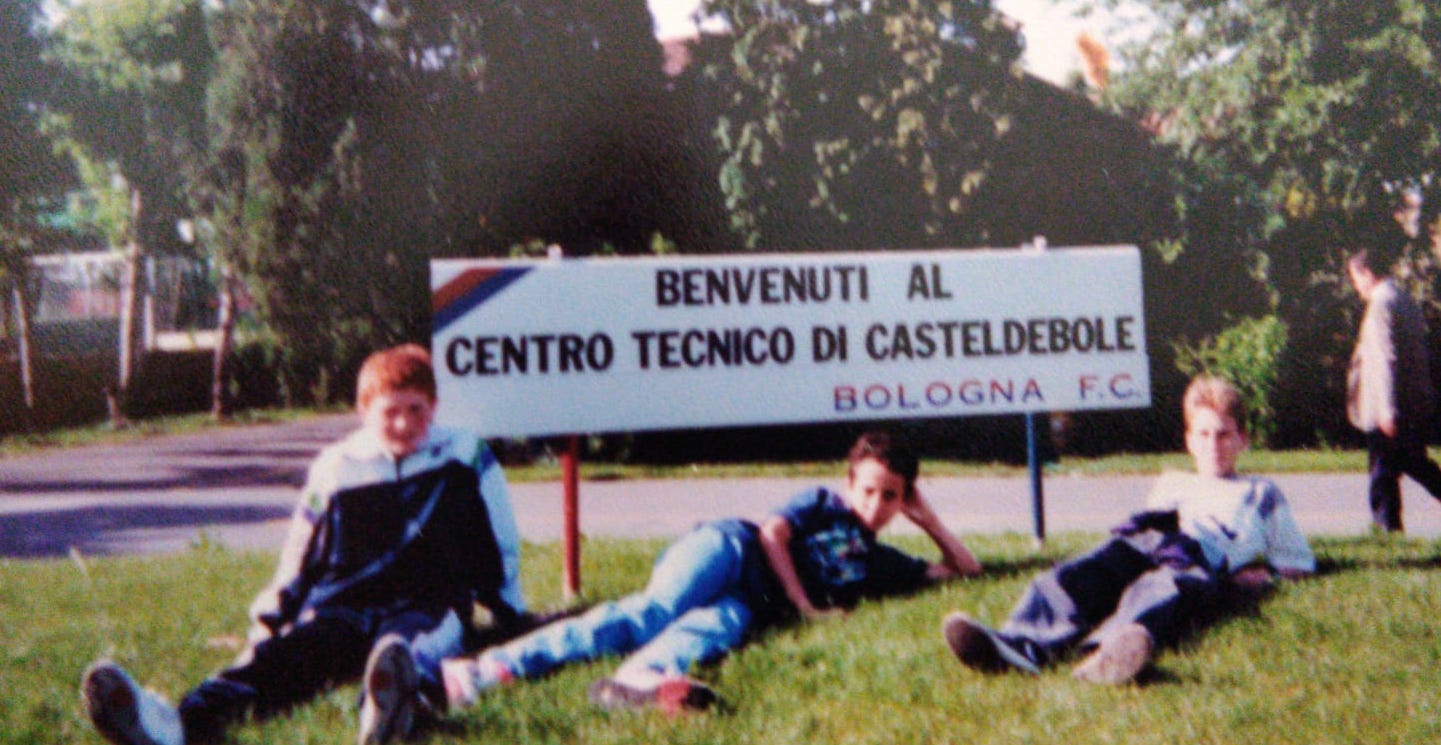 BENVENUTI AL
CENTRO TECNICO DI CASTELDEBOLE
BOLOGNA F.C.